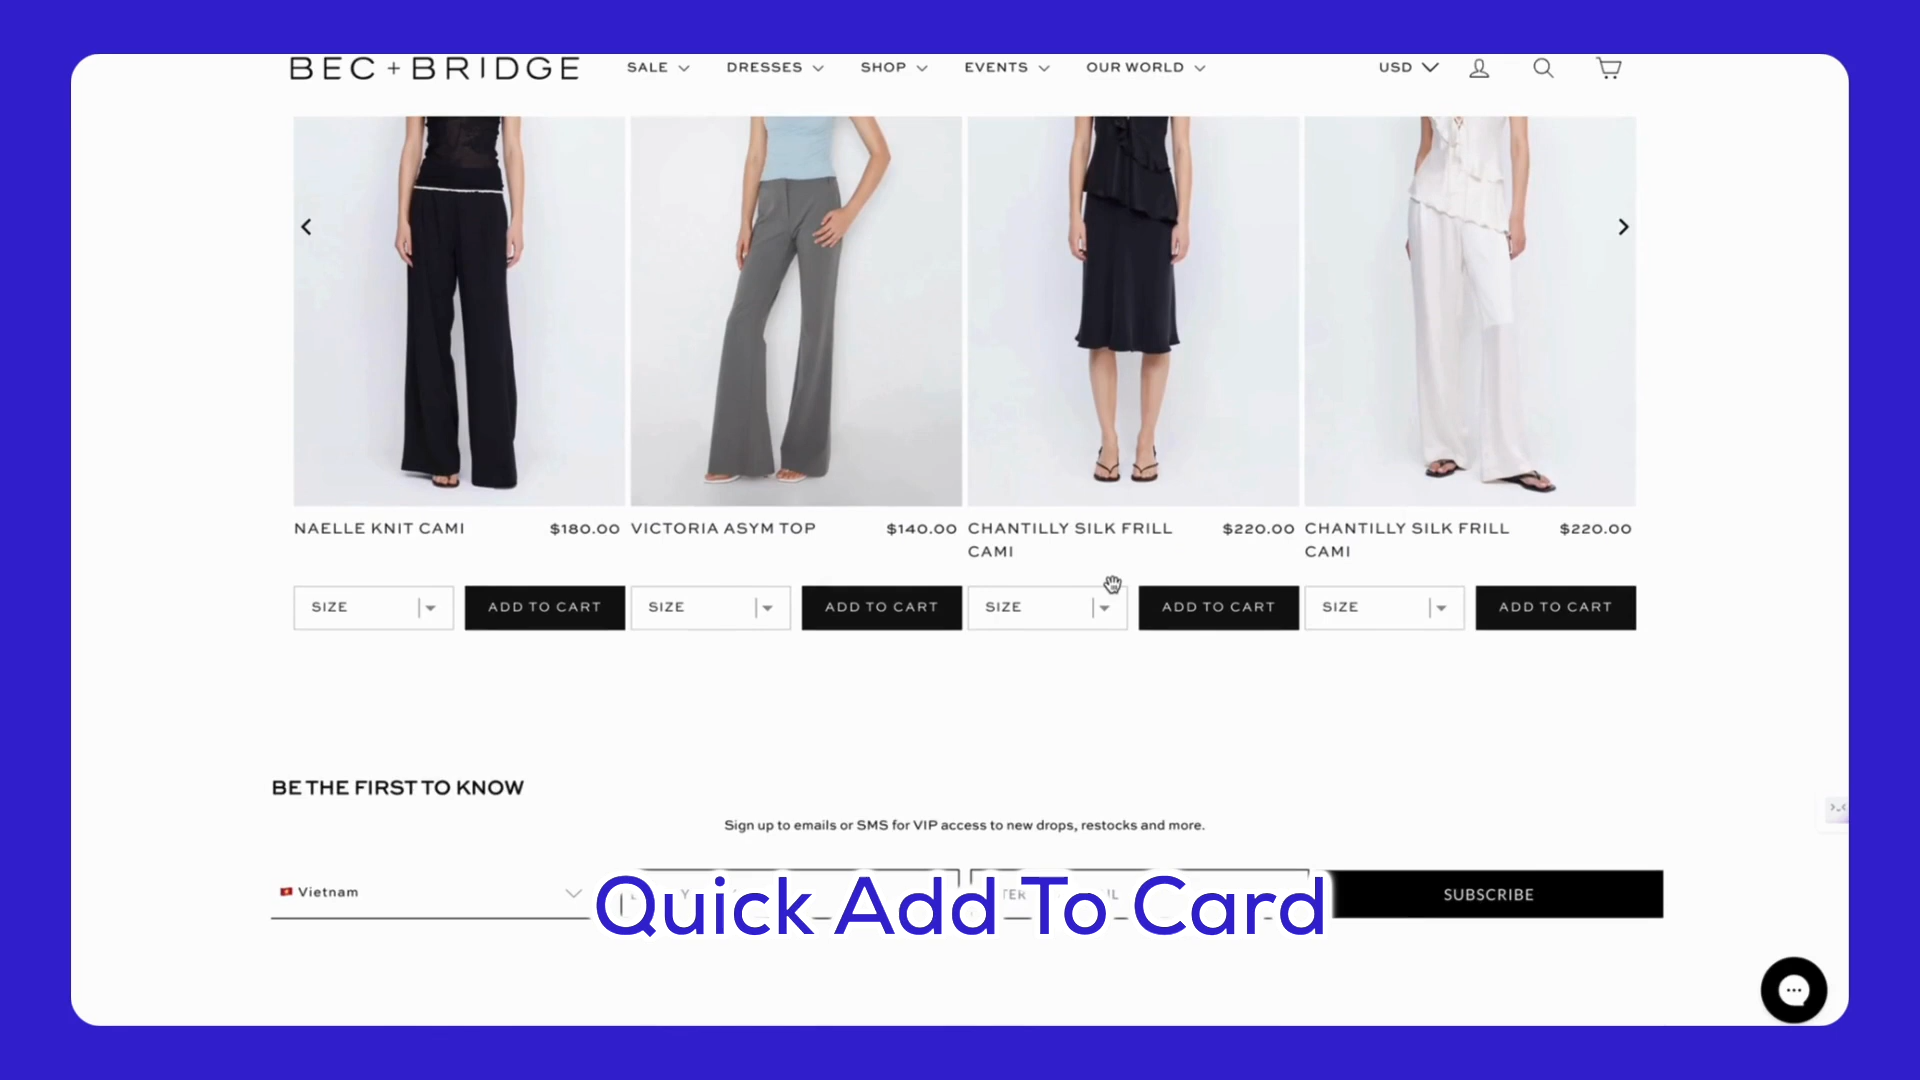 BEC + BRIDGE SALE DRESSES SHOP EVENTS OUR WORLD USD
NAELLE KNIT CAMI $180.00 VICTORIA ASYM TOP $140.00 CHANTILLY SILK FRILL $220.00 CHANTILLY SILK FRILL $220.00
CAMI CAMI
SIZE ADD TO CART SIZE ADD TO CART SIZE ADD TO CART SIZE ADD TO CART
BE THE FIRST TO KNOW
Sign up to emails or SMS for VIP access to new drops, restocks and more.
Vietnam SUBSCRIBE
Quick Add To Card